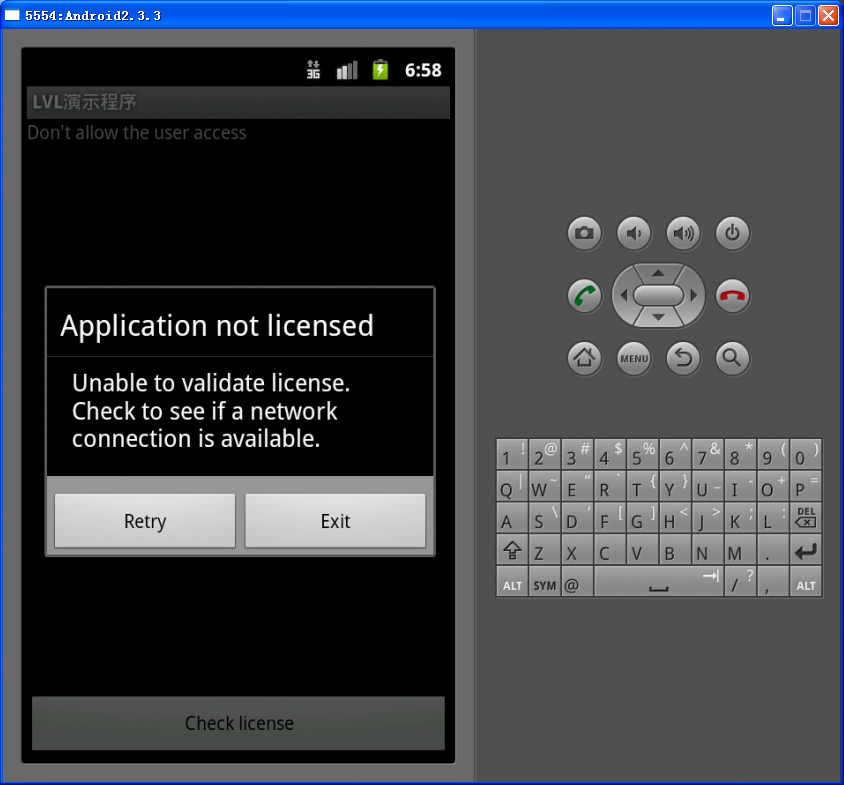 5554:Android2.3.3
3G
6:58
LVL演示程序
Don't allow the user access
Application not licensed
Unable to validate license.
Check to see if a network
connection is available.
Retry
Exit
Check license
MENU
1 ! 2 @ 3 # 4 $ 5 % 6 ^ 7 & 8 * 9 ( 0 )
Q | W ~ E " R ` T { Y } U _ I - O + P =
A S \ D ' F [ G ] H < J > K ; L : DEL
Z X C V B N M .
ALT SYM @ / ? , ALT